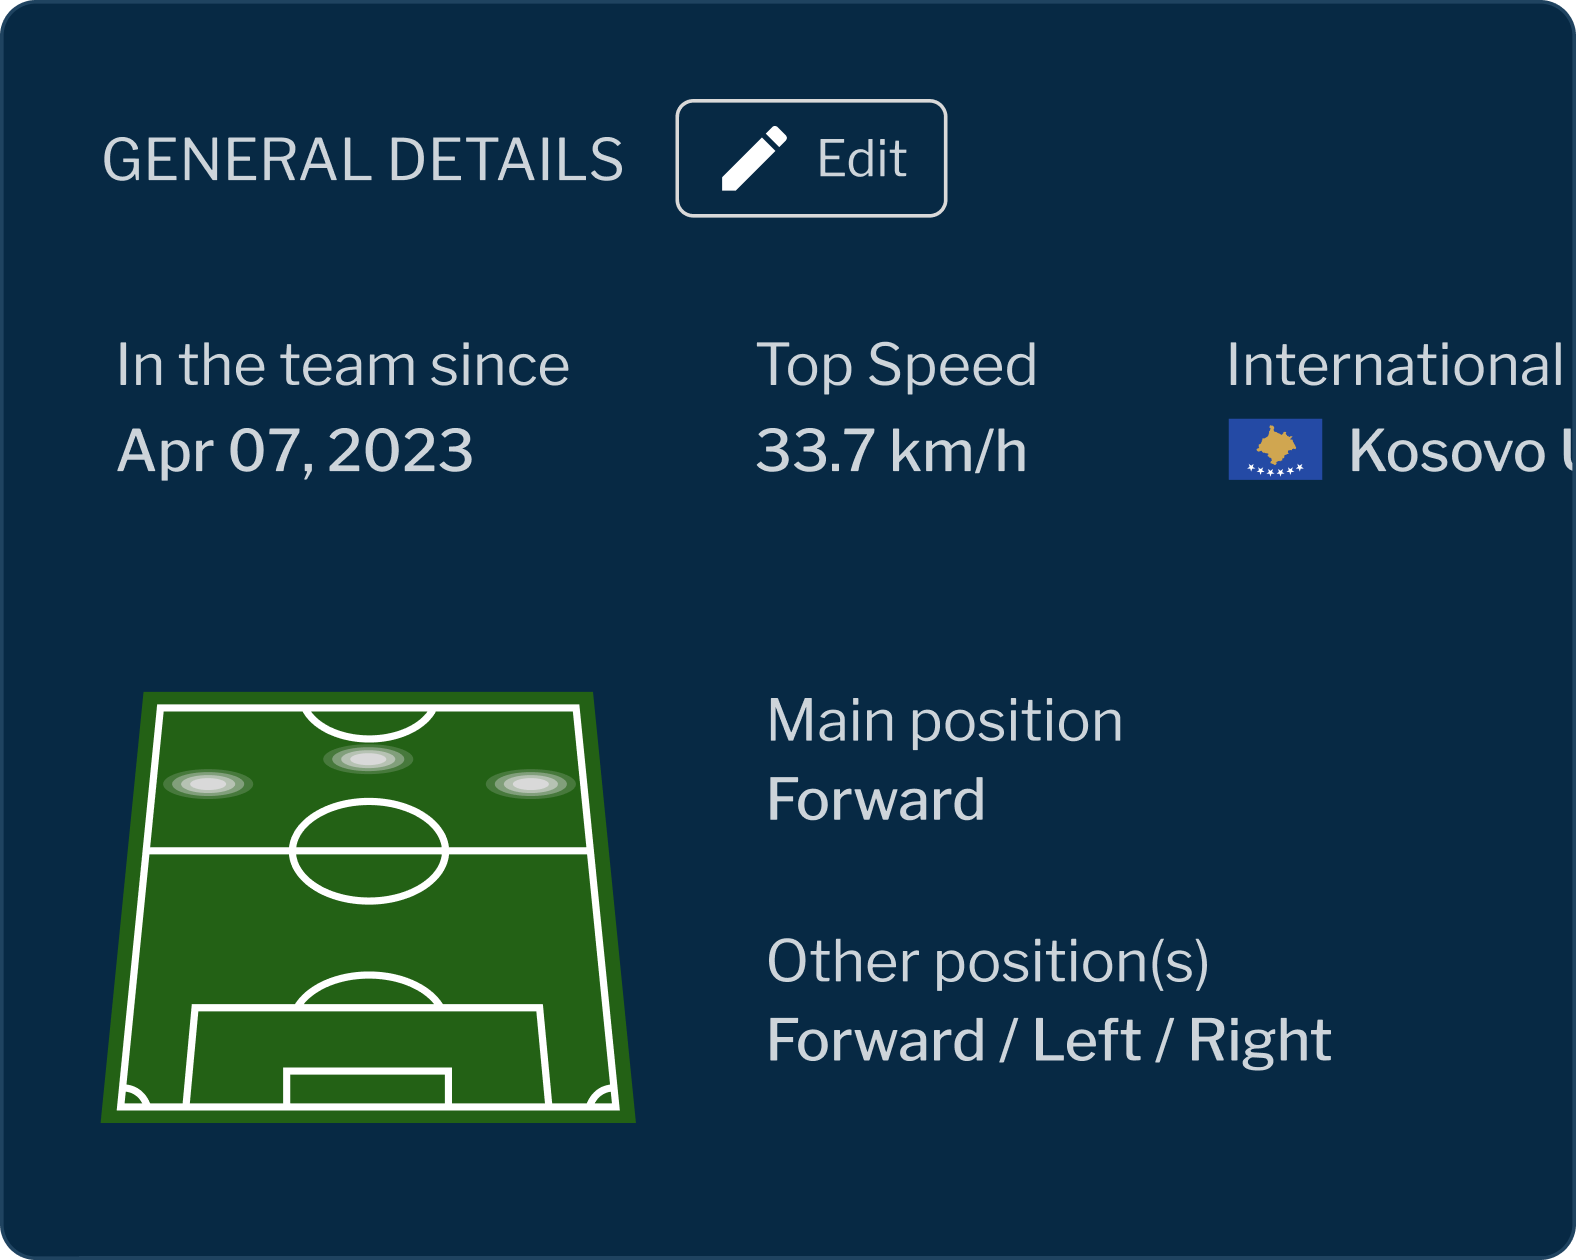 GENERAL DETAILS
Edit
In the team since
Apr 07, 2023
Top Speed
33.7 km/h
International
Kosovo
Main position
Forward
Other position(s)
Forward / Left / Right